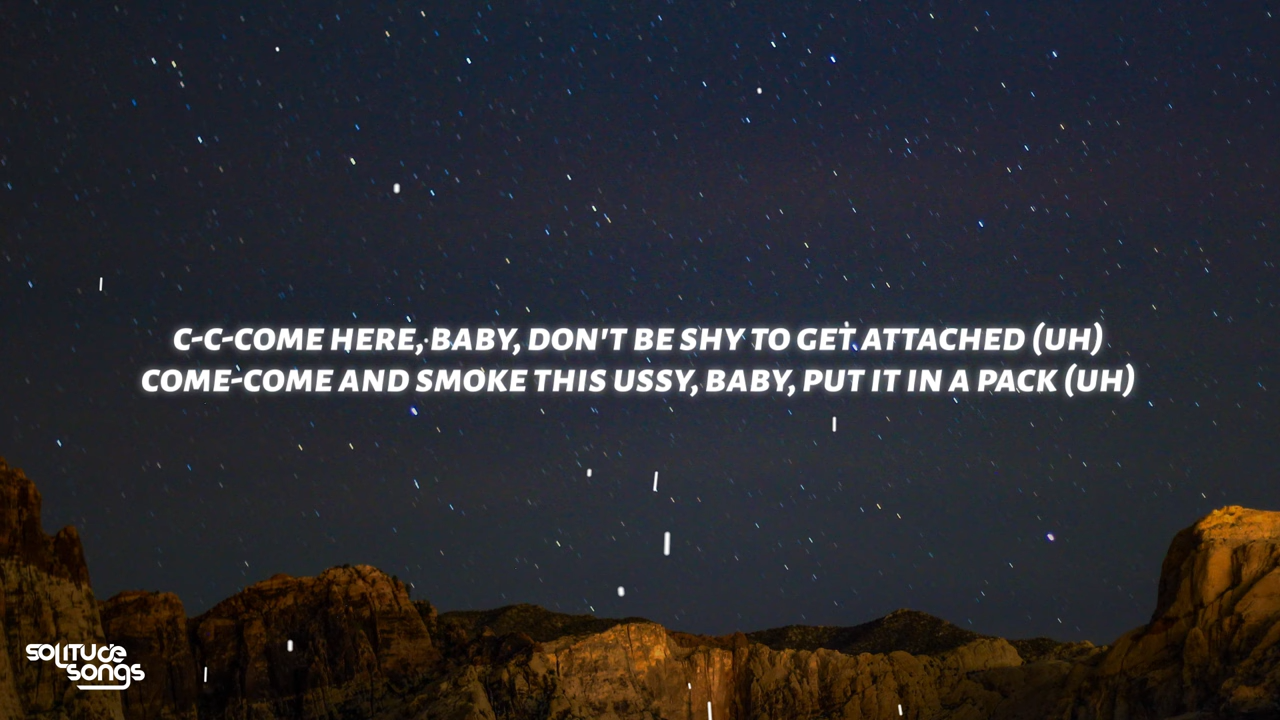 C-C-COME HERE, BABY, DON'T BE SHY TO GET ATTACHED (UH)
COME-COME AND SMOKE THIS USSY, BABY, PUT IT IN A PACK (UH)
SOLITUDE
SONGS